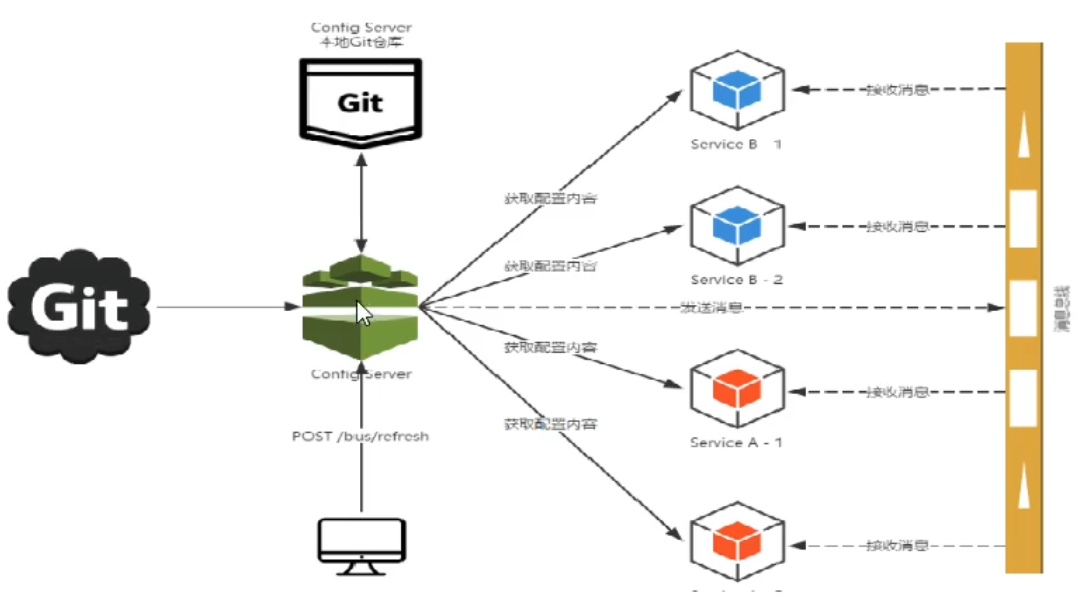 Config Server
本地Git仓库
Git
Service B - 1
接收消息
获取配置内容
Service B - 2
接收消息
获取配置内容
Git
发送消息
消息总线
获取配置内容
Config Server
接收消息
Service A - 1
获取配置内容
POST /bus/refresh
接收消息